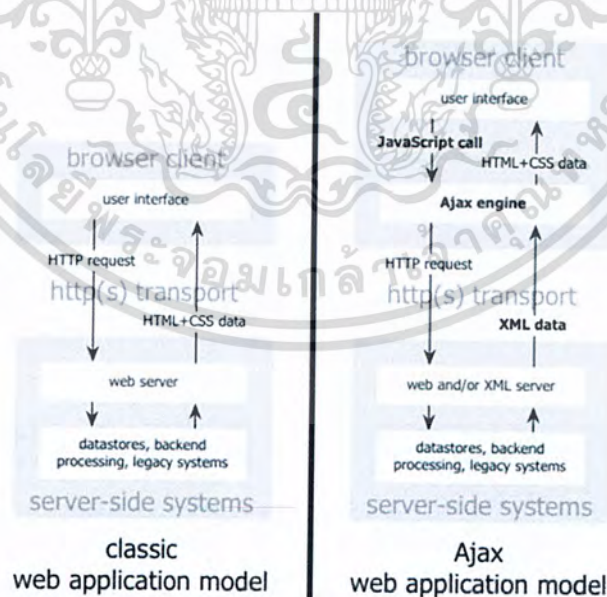 browser client
user interface
HTTP request
http(s) transport
HTML+CSS data
web server
datastores, backend
processing, legacy systems
server-side systems
classic
web application model
browser client
user interface
JavaScript call
HTML+CSS data
Ajax engine
HTTP request
http(s) transport
XML data
web and/or XML server
datastores, backend
processing, legacy systems
server-side systems
Ajax
web application model